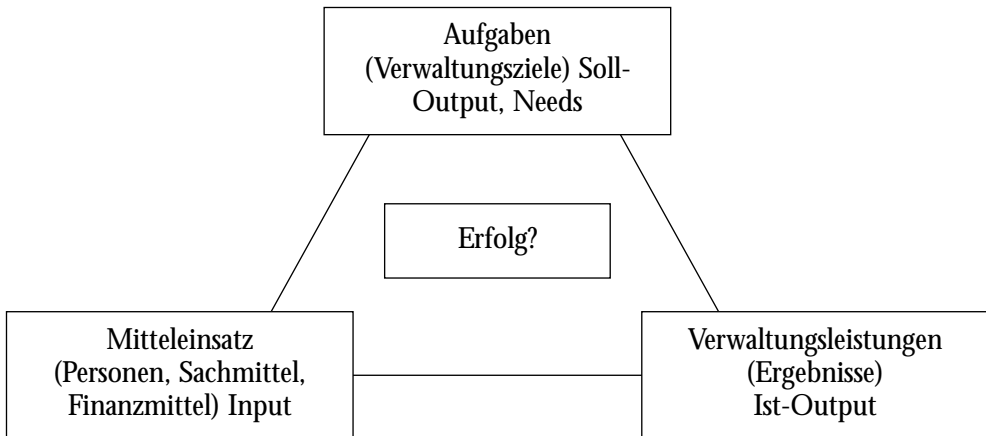 Aufgaben
(Verwaltungsziele) Soll-
Output, Needs
Erfolg?
Mitteleinsatz
(Personen, Sachmittel,
Finanzmittel) Input
Verwaltungsleistungen
(Ergebnisse)
Ist-Output